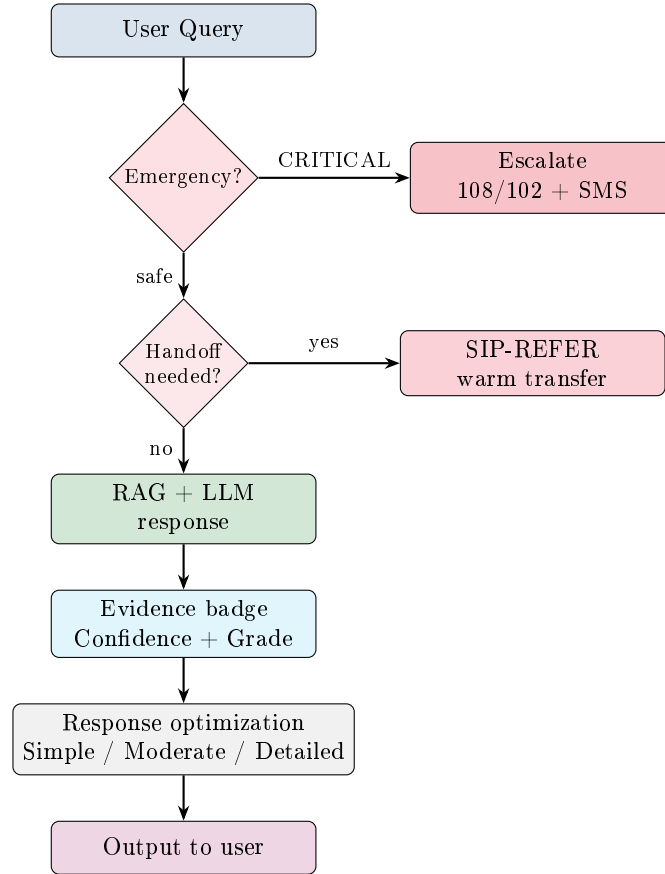 User Query
Emergency?
CRITICAL
Escalate
108/102 + SMS
safe
Handoff
needed?
yes
SIP-REFER
warm transfer
no
RAG + LLM
response
Evidence badge
Confidence + Grade
Response optimization
Simple / Moderate / Detailed
Output to user